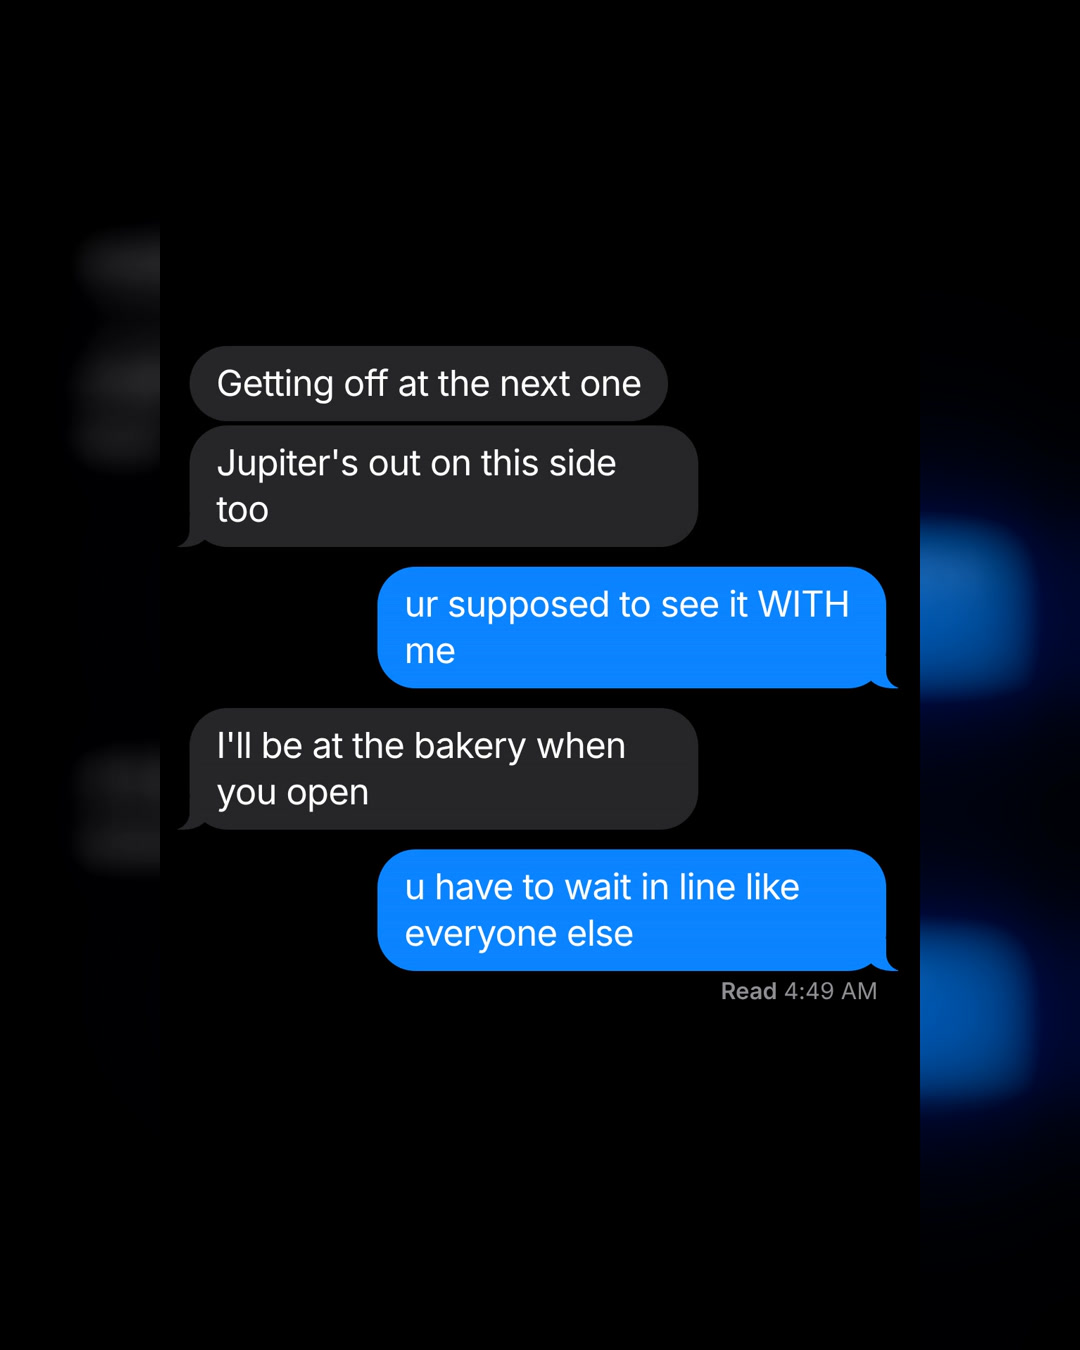 Getting off at the next one
Jupiter's out on this side
too
ur supposed to see it WITH
me
I'll be at the bakery when
you open
u have to wait in line like
everyone else
Read 4:49 AM